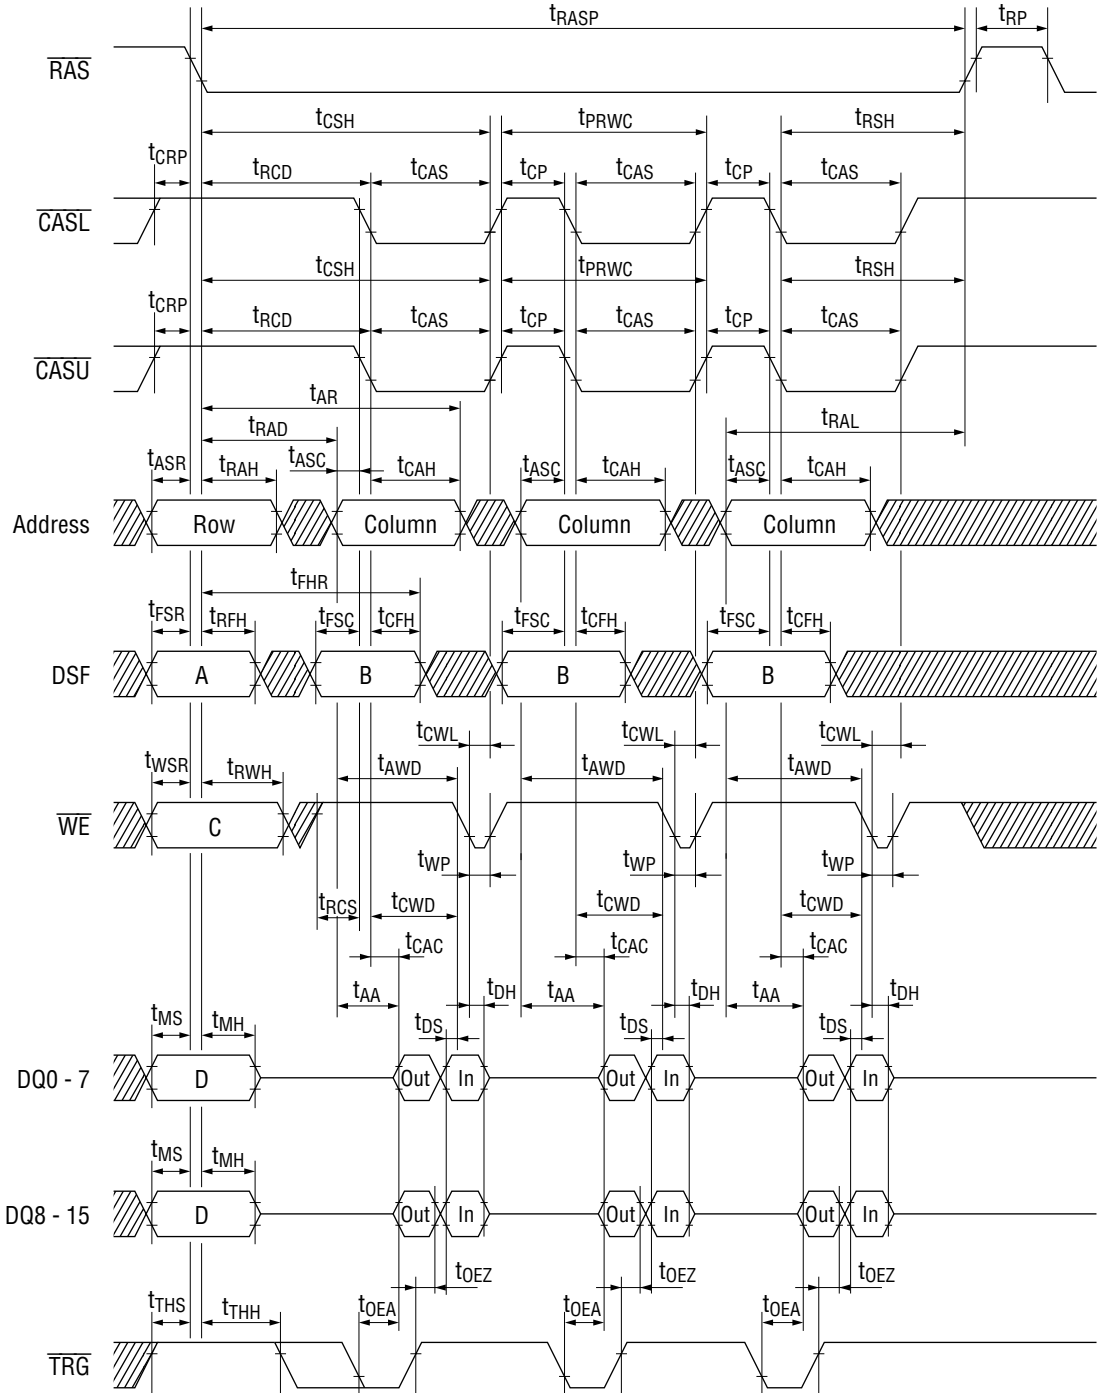 tRASP tRP
RAS
tCSH tPRWC tRSH
tCRP tRCD tCAS tCP tCAS tCP tCAS
CASL
tCSH tPRWC tRSH
tCRP tRCD tCAS tCP tCAS tCP tCAS
CASU
tAR
tRAD tRAL
tASR tRAH tASC tCAH tASC tCAH tASC tCAH
Address Row Column Column Column
tFHR
tFSR tRFH tFSC tCFH tFSC tCFH tFSC tCFH
DSF A B B B
tCWL tCWL tCWL
tWSR tRWH tAWD tAWD tAWD
WE C
tWP tWP tWP
tRCS tCWD tCWD tCWD
tCAC tCAC tCAC
tAA tDH tAA tDH tAA tDH
tMS tMH tDS tDS tDS
DQ0 - 7 D Out In Out In Out In
tMS tMH
DQ8 - 15 D Out In Out In Out In
tOEZ tOEZ tOEZ
tTHS tTHH tOEA tOEA tOEA
TRG